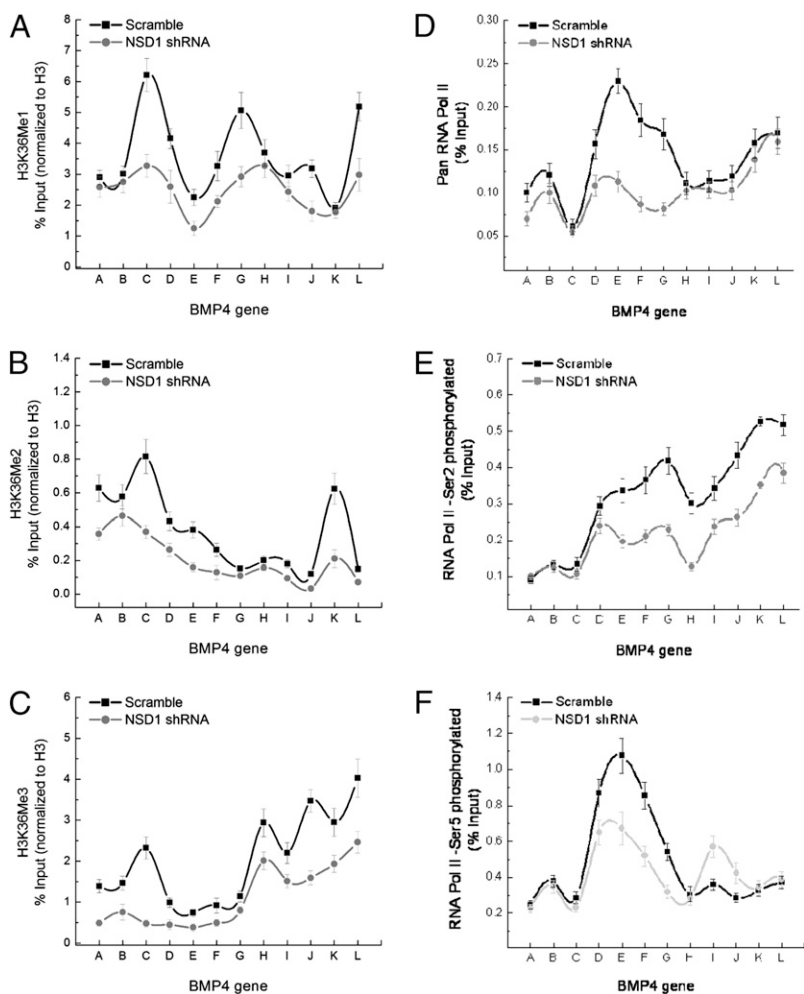 A
Scramble
NSD1 shRNA
H3K36Me1
% Input (normalized to H3)
8
7
6
5
4
3
2
1
0
A B C D E F G H I J K L
BMP4 gene
B
Scramble
NSD1 shRNA
H3K36Me2
% Input (normalized to H3)
1.4
1.2
1.0
0.8
0.6
0.4
0.2
0.0
A B C D E F G H I J K L
BMP4 gene
C
Scramble
NSD1 shRNA
H3K36Me3
% Input (normalized to H3)
6
5
4
3
2
1
0
A B C D E F G H I J K L
BMP4 gene
D
Scramble
NSD1 shRNA
Pan RNA Pol II
(% Input)
0.30
0.25
0.20
0.15
0.10
0.05
A B C D E F G H I J K L
BMP4 gene
E
Scramble
NSD1 shRNA
RNA Pol II -Ser2 phosphorylated
(% Input)
0.7
0.6
0.5
0.4
0.3
0.2
0.1
A B C D E F G H I J K L
BMP4 gene
F
Scramble
NSD1 shRNA
RNA Pol II -Ser5 phosphorylated
(% Input)
1.4
1.2
1.0
0.8
0.6
0.4
0.2
A B C D E F G H I J K L
BMP4 gene